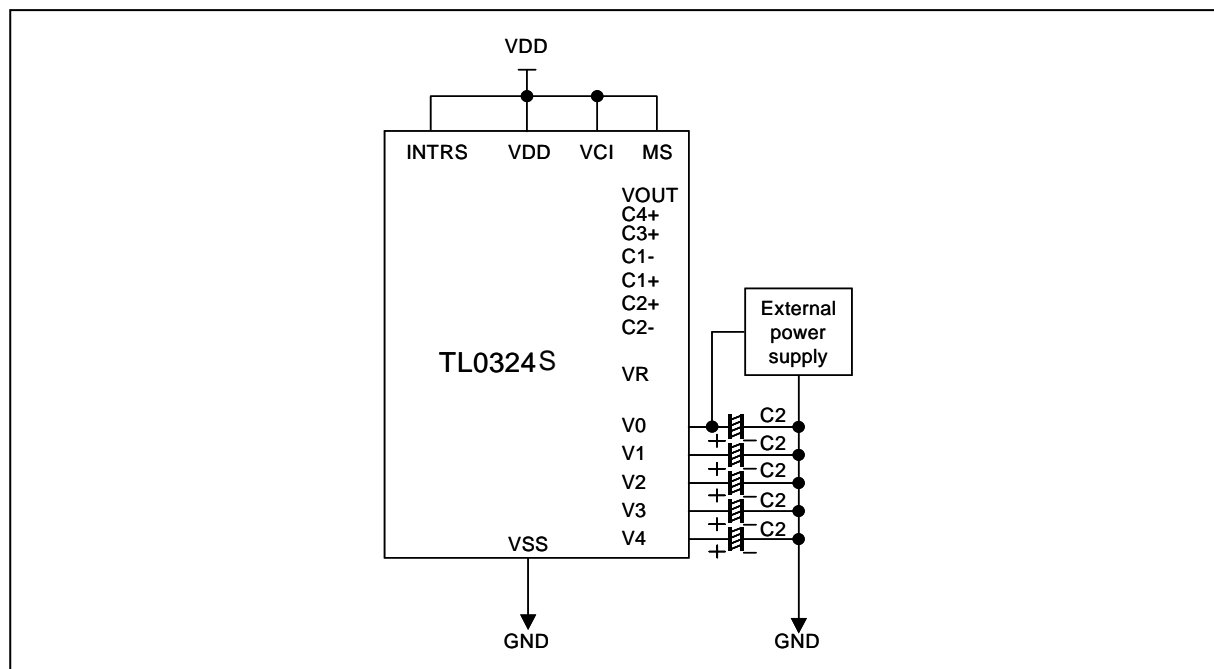 VDD
INTRS VDD VCI MS
VOUT
C4+
C3+
C1-
C1+
C2+
C2-
External
power
supply
TL0324S
VR
V0
C2
+ −
V1
C2
+ −
V2
C2
+ −
V3
C2
+ −
V4
C2
+ −
VSS
GND
GND